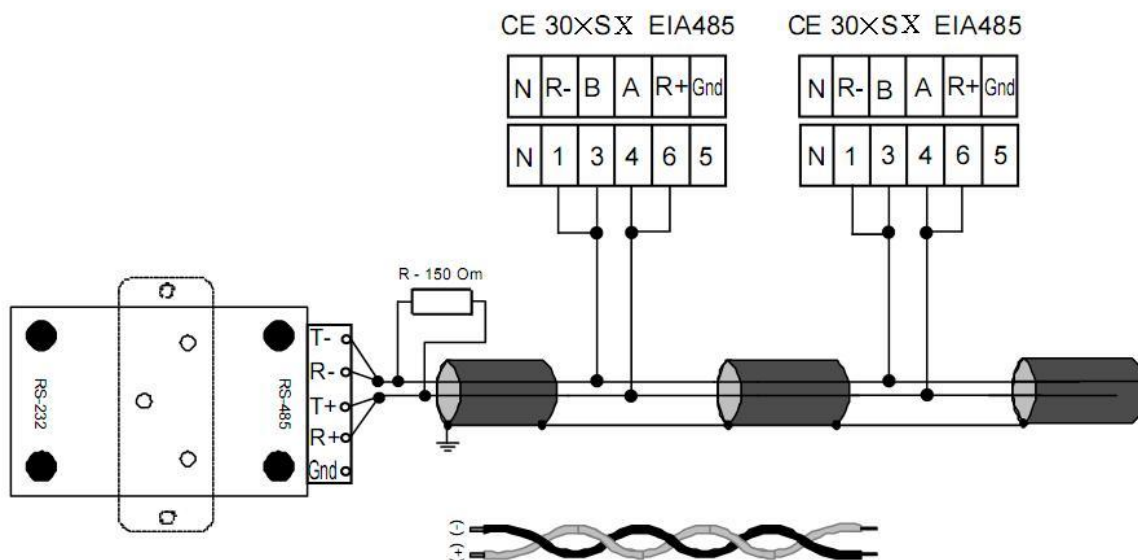 CE 30×SX EIA485
CE 30×SX EIA485
N R- B A R+ Gnd
N R- B A R+ Gnd
N 1 3 4 6 5
N 1 3 4 6 5
R - 150 Om
RS-232
RS-485
T-
R-
T+
R+
Gnd
(-)
(+)